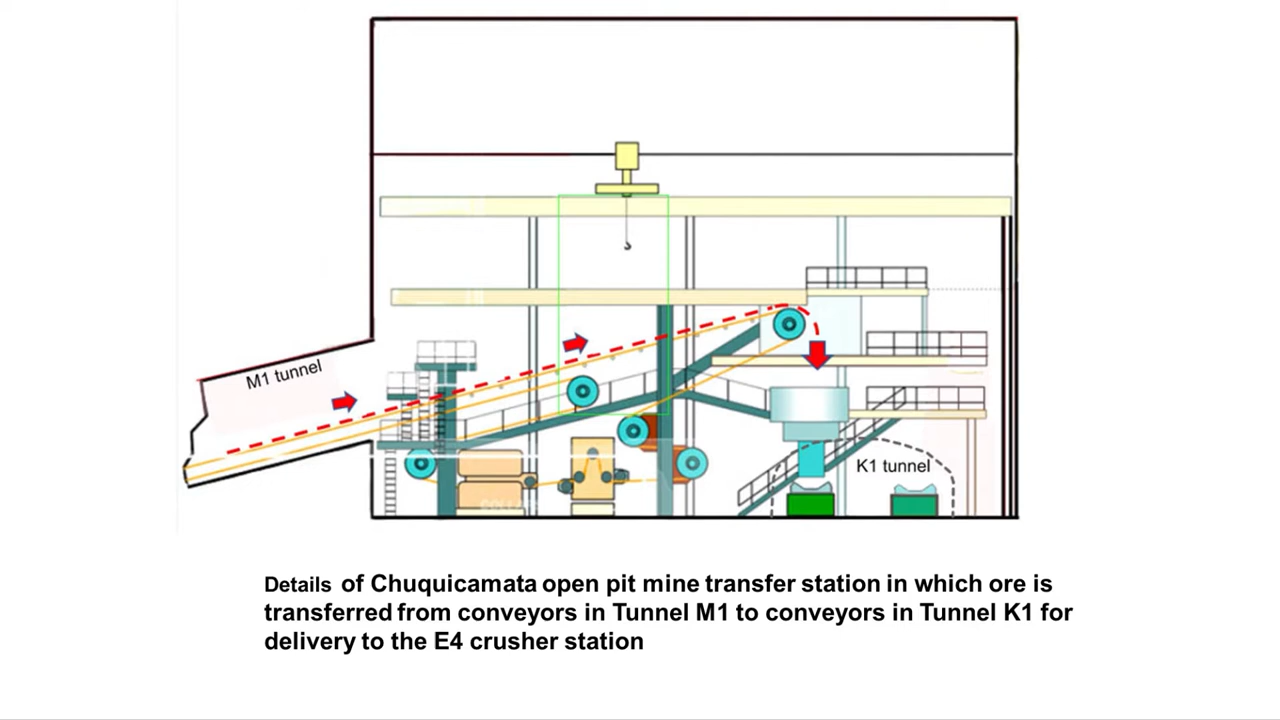 M1 tunnel
K1 tunnel
Details of Chuquicamata open pit mine transfer station in which ore is
transferred from conveyors in Tunnel M1 to conveyors in Tunnel K1 for
delivery to the E4 crusher station